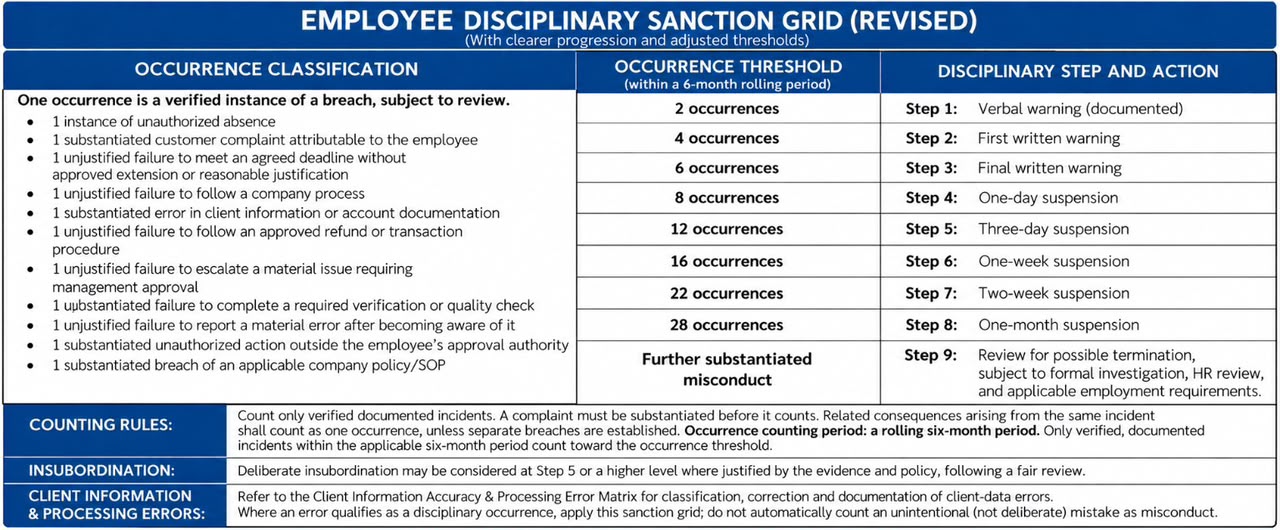 EMPLOYEE DISCIPLINARY SANCTION GRID (REVISED)
(With clearer progression and adjusted thresholds)
OCCURRENCE CLASSIFICATION
OCCURRENCE THRESHOLD
(within a 6-month rolling period)
DISCIPLINARY STEP AND ACTION
One occurrence is a verified instance of a breach, subject to review.
• 1 instance of unauthorized absence
• 1 substantiated customer complaint attributable to the employee
• 1 unjustified failure to meet an agreed deadline without
approved extension or reasonable justification
• 1 unjustified failure to follow a company process
• 1 substantiated error in client information or account documentation
• 1 unjustified failure to follow an approved refund or transaction
procedure
• 1 unjustified failure to escalate a material issue requiring
management approval
• 1 uµbstantiated failure to complete a required verification or quality check
• 1 unjustified failure to report a material error after becoming aware of it
• 1 substantiated unauthorized action outside the employee's approval authority
• 1 substantiated breach of an applicable company policy/SOP
2 occurrences
Step 1: Verbal warning (documented)
4 occurrences
Step 2: First written warning
6 occurrences
Step 3: Final written warning
8 occurrences
Step 4: One-day suspension
12 occurrences
Step 5: Three-day suspension
16 occurrences
Step 6: One-week suspension
22 occurrences
Step 7: Two-week suspension
28 occurrences
Step 8: One-month suspension
Further substantiated
misconduct
Step 9: Review for possible termination,
subject to formal investigation, HR review,
and applicable employment requirements.
COUNTING RULES:
Count only verified documented incidents. A complaint must be substantiated before it counts. Related consequences arising from the same incident
shall count as one occurrence, unless separate breaches are established. Occurrence counting period: a rolling six-month period. Only verified, documented
incidents within the applicable six-month period count toward the occurrence threshold.
INSUBORDINATION:
Deliberate insubordination may be considered at Step 5 or a higher level where justified by the evidence and policy, following a fair review.
CLIENT INFORMATION
& PROCESSING ERRORS:
Refer to the Client Information Accuracy & Processing Error Matrix for classification, correction and documentation of client-data errors.
Where an error qualifies as a disciplinary occurrence, apply this sanction grid; do not automatically count an unintentional (not deliberate) mistake as misconduct.